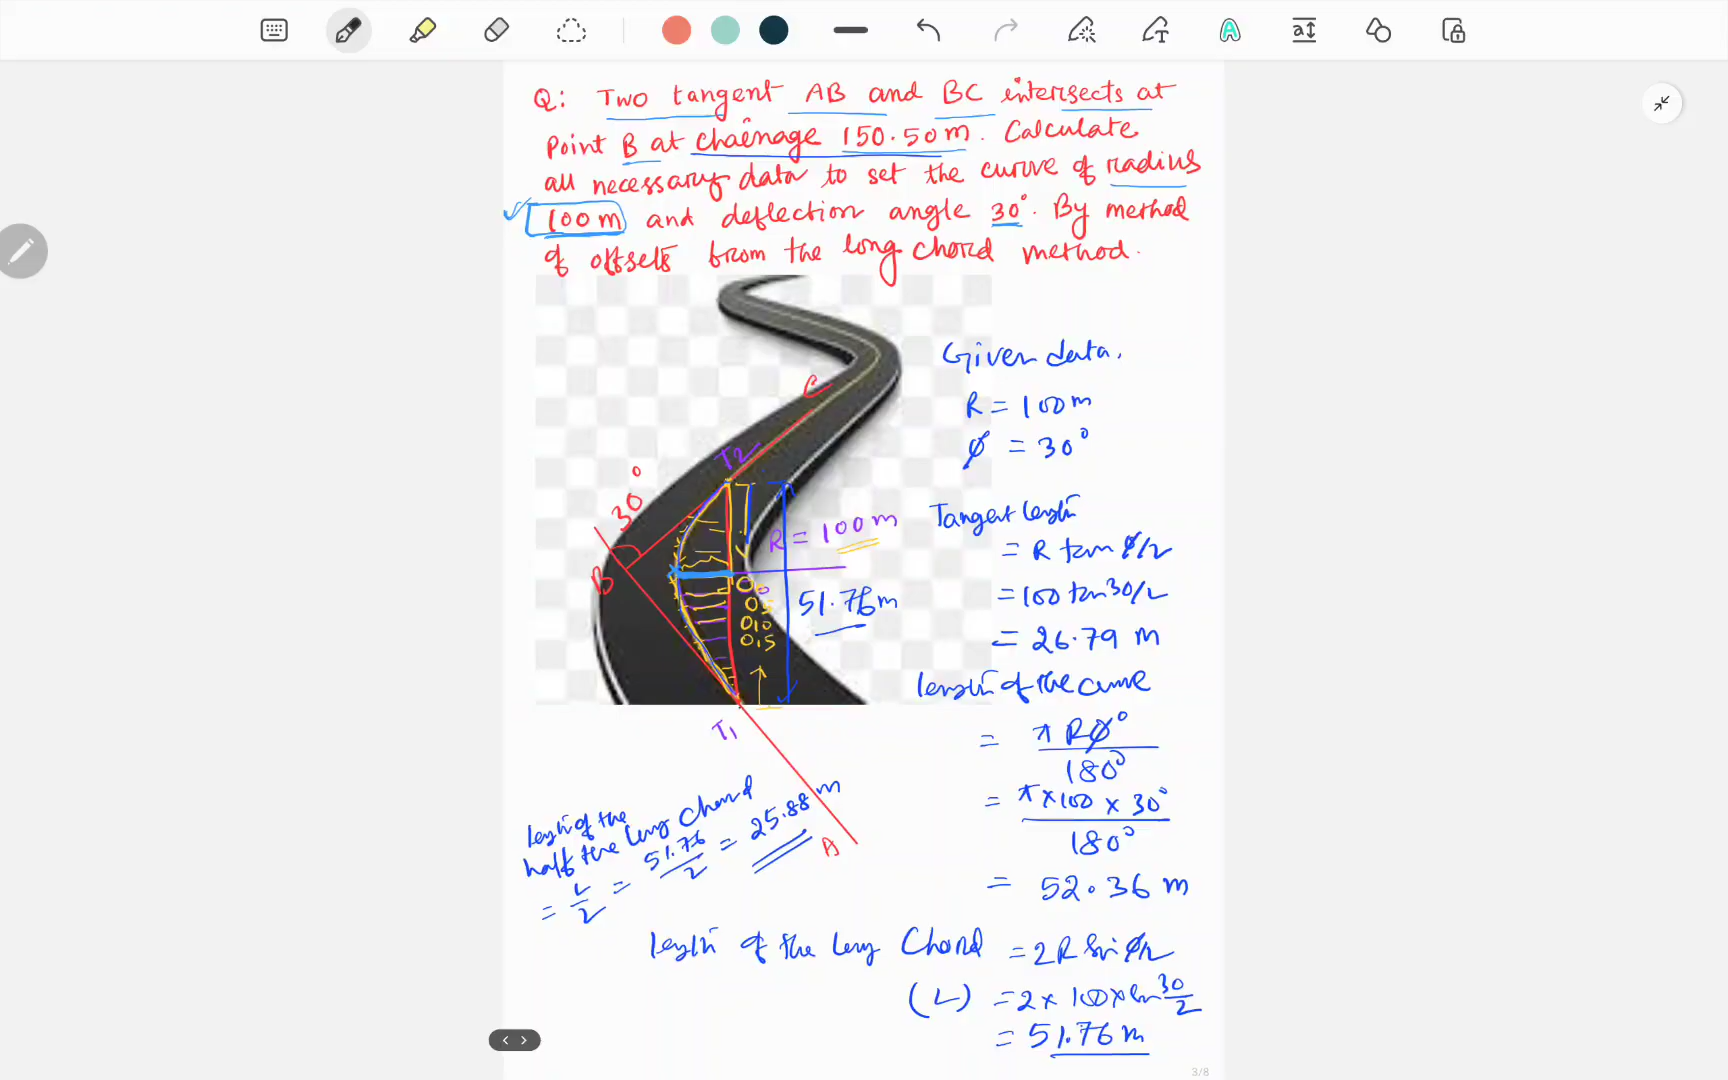 Q: Two tangent AB and BC intersects at
Point B at chainage 150.50m. Calculate
all necessary data to set the curve of radius
100 m and deflection angle 30°. By method
of offsets from the long chord method.
Given data,
R = 100m
ϕ = 30°
Tangent length
= R tan ϕ/2
= 100 tan 30/2
= 26.79 m
length of the curve
= π R ϕ°
180°
= π × 100 × 30°
180°
= 52.36 m
length of the long chord = 2R sin ϕ/2
(L) = 2 × 100 × sin 30/2
= 51.76 m
C
T2
30°
B
R = 100 m
51.76 m
O0
O5
O10
O15
T1
A
length of the
half the long chord
= L/2 = 51.76/2 = 25.88 m
3/8